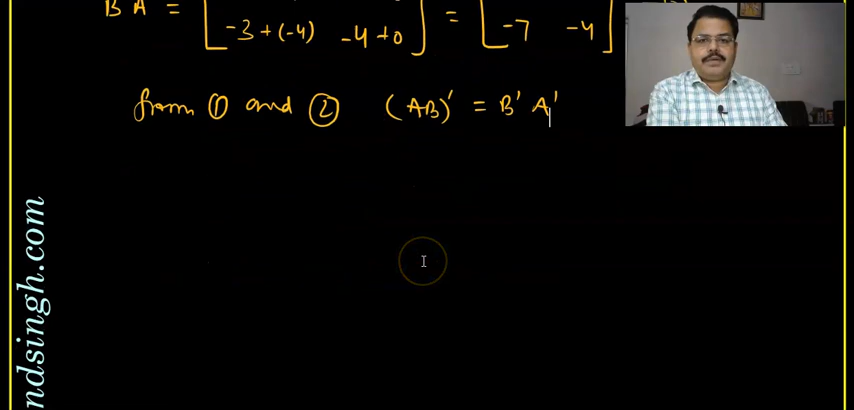 B A =
[ -3 + (-4)   -4 + 0 ] = [ -7   -4 ]
from ① and ② (AB)' = B' A'
ndsingh.com